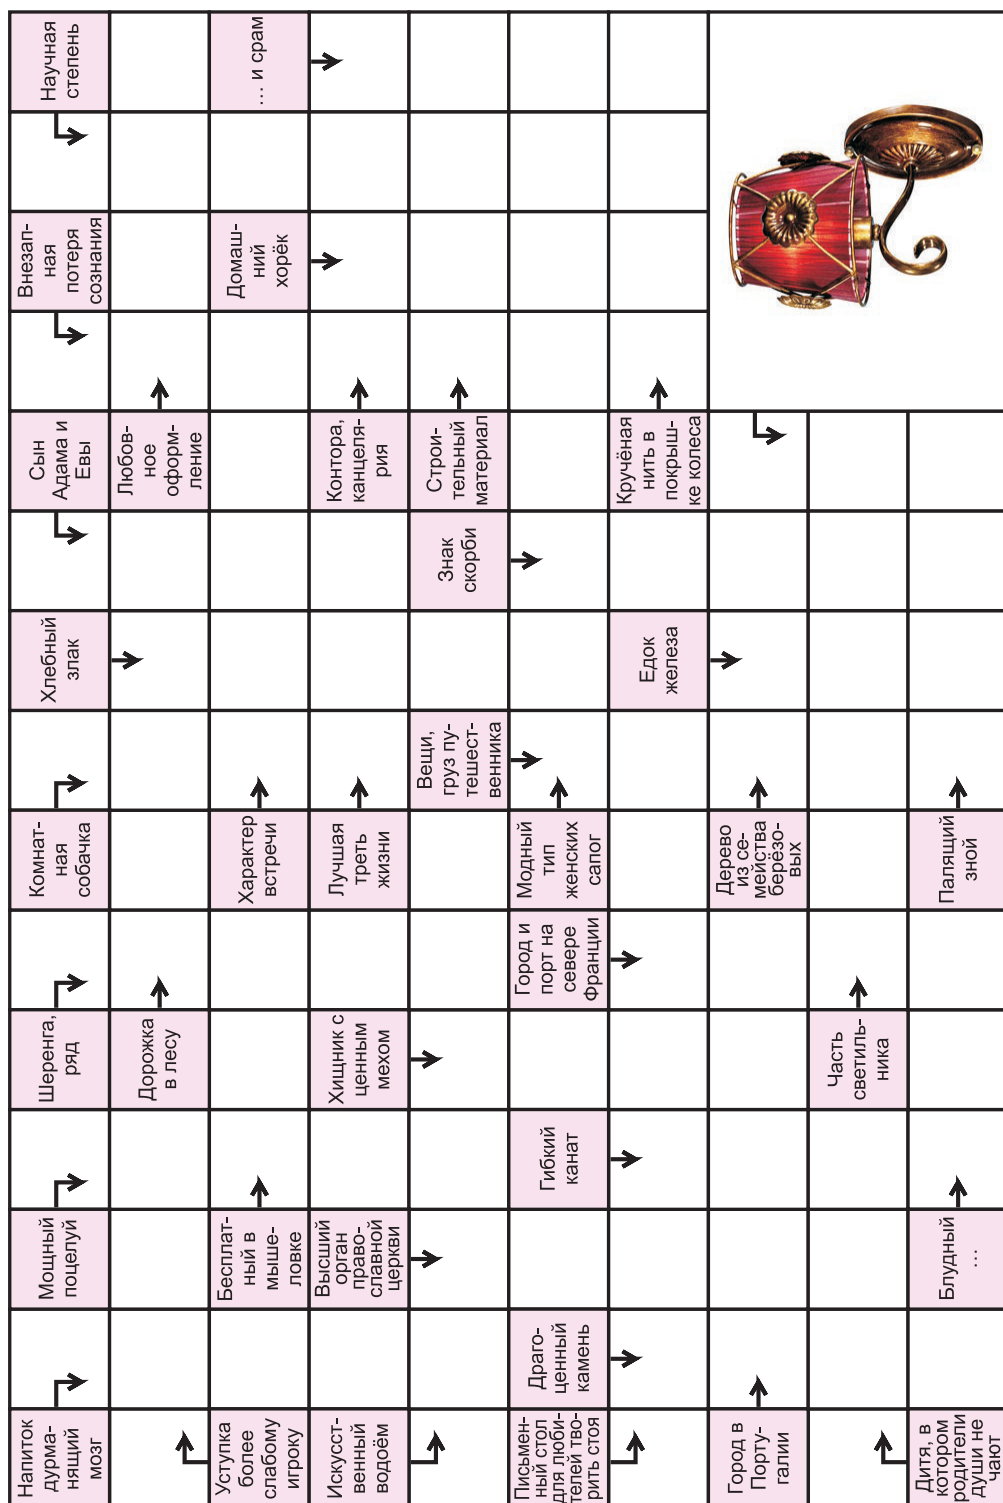 Напиток
дурма-
нящий
мозг
Мощный
поцелуй
Шеренга,
ряд
Комнат-
ная
собачка
Хлебный
злак
Сын
Адама и
Евы
Внезап-
ная
потеря
сознания
Научная
степень
Дорожка
в лесу
Любов-
ное
оформ-
ление
Уступка
более
слабому
игроку
Бесплат-
ный в
мыше-
ловке
Характер
встречи
Домаш-
ний
хорёк
... и срам
Искусст-
венный
водоём
Высший
орган
право-
славной
церкви
Хищник с
ценным
мехом
Лучшая
треть
жизни
Контора,
канцеля-
рия
Вещи,
груз пу-
тешест-
венника
Знак
скорби
Строи-
тельный
материал
Письмен-
ный стол
для люби-
телей тво-
рить стоя
Драго-
ценный
камень
Гибкий
канат
Город и
порт на
севере
Франции
Модный
тип
женских
сапог
Едок
железа
Кручёная
нить в
покрыш-
ке колеса
Город в
Порту-
галии
Дерево
из се-
мейства
берёзо-
вых
Часть
светиль-
ника
Дитя, в
котором
родители
души не
чают
Блудный
...
Палящий
зной